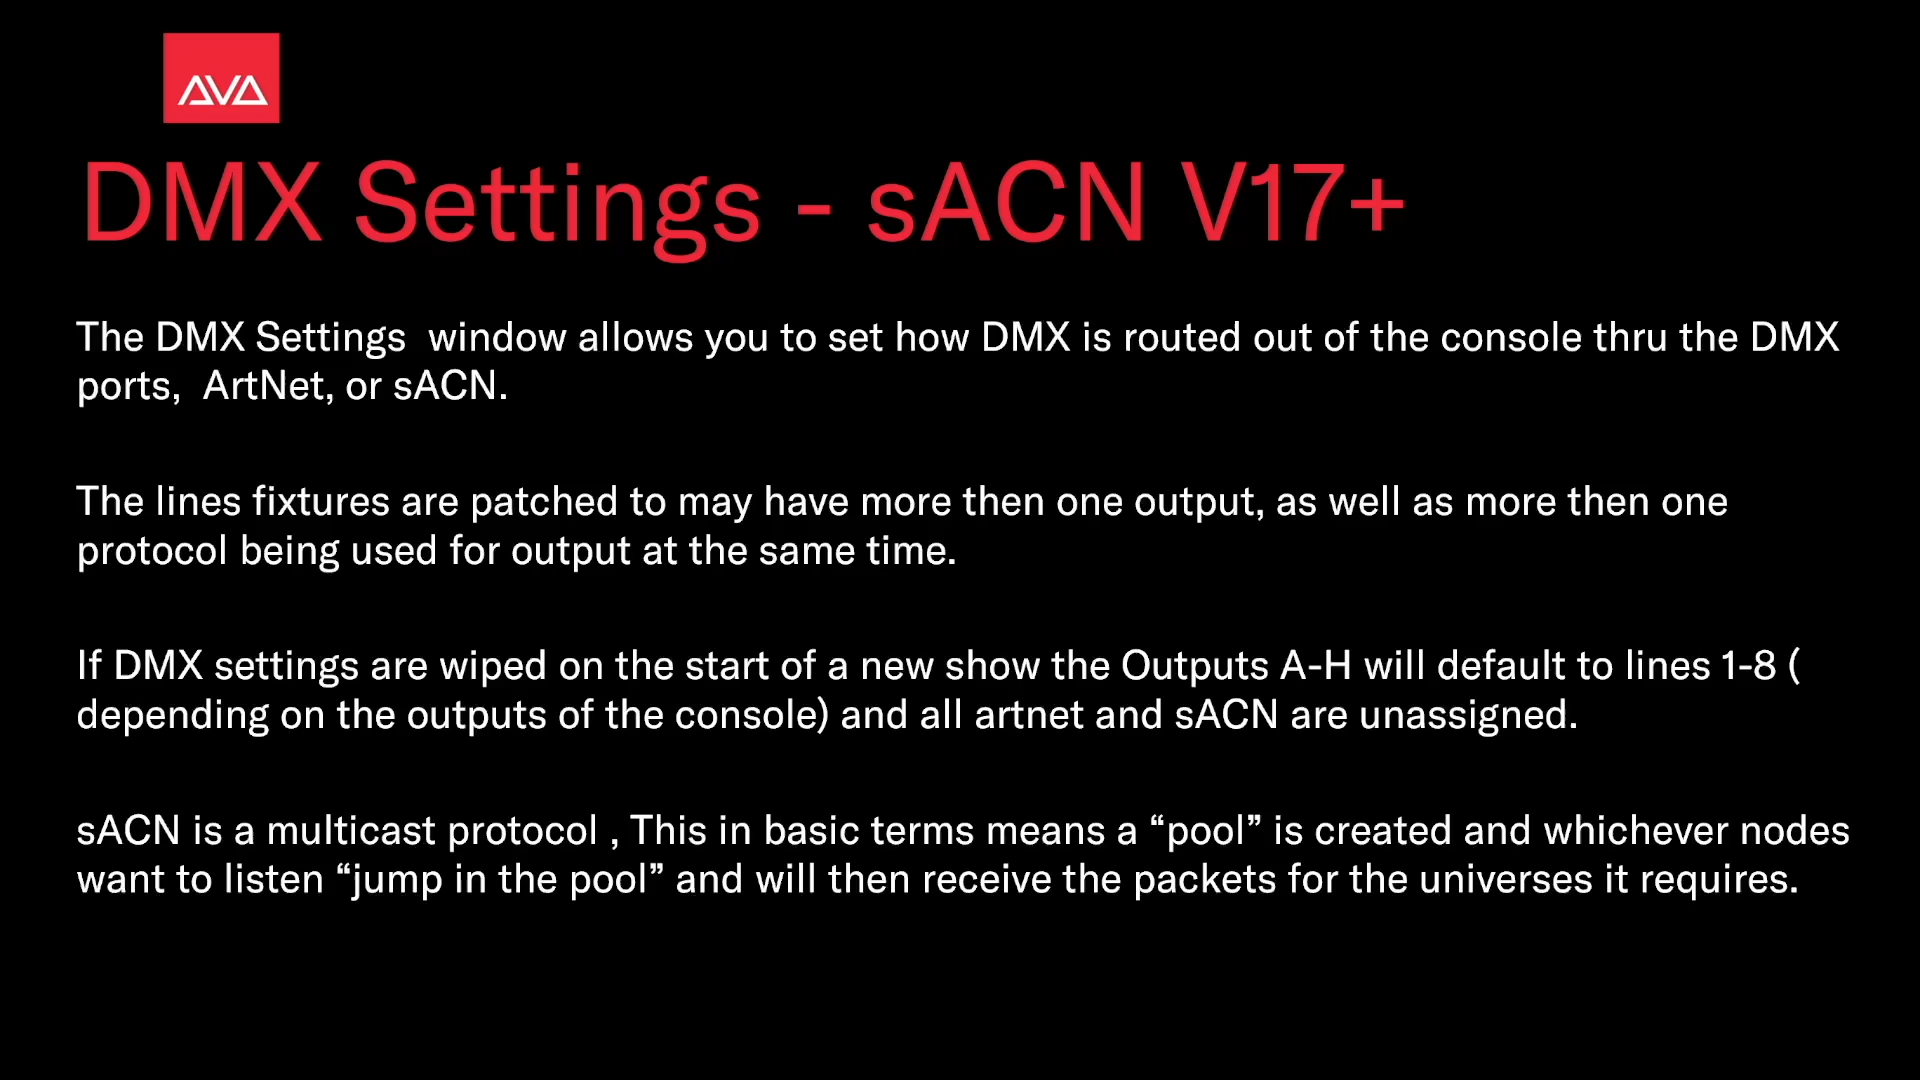 AVA
DMX Settings - sACN V17+
The DMX Settings  window allows you to set how DMX is routed out of the console thru the DMX
ports,  ArtNet, or sACN.
The lines fixtures are patched to may have more then one output, as well as more then one
protocol being used for output at the same time.
If DMX settings are wiped on the start of a new show the Outputs A-H will default to lines 1-8 (
depending on the outputs of the console) and all artnet and sACN are unassigned.
sACN is a multicast protocol , This in basic terms means a “pool” is created and whichever nodes
want to listen “jump in the pool” and will then receive the packets for the universes it requires.